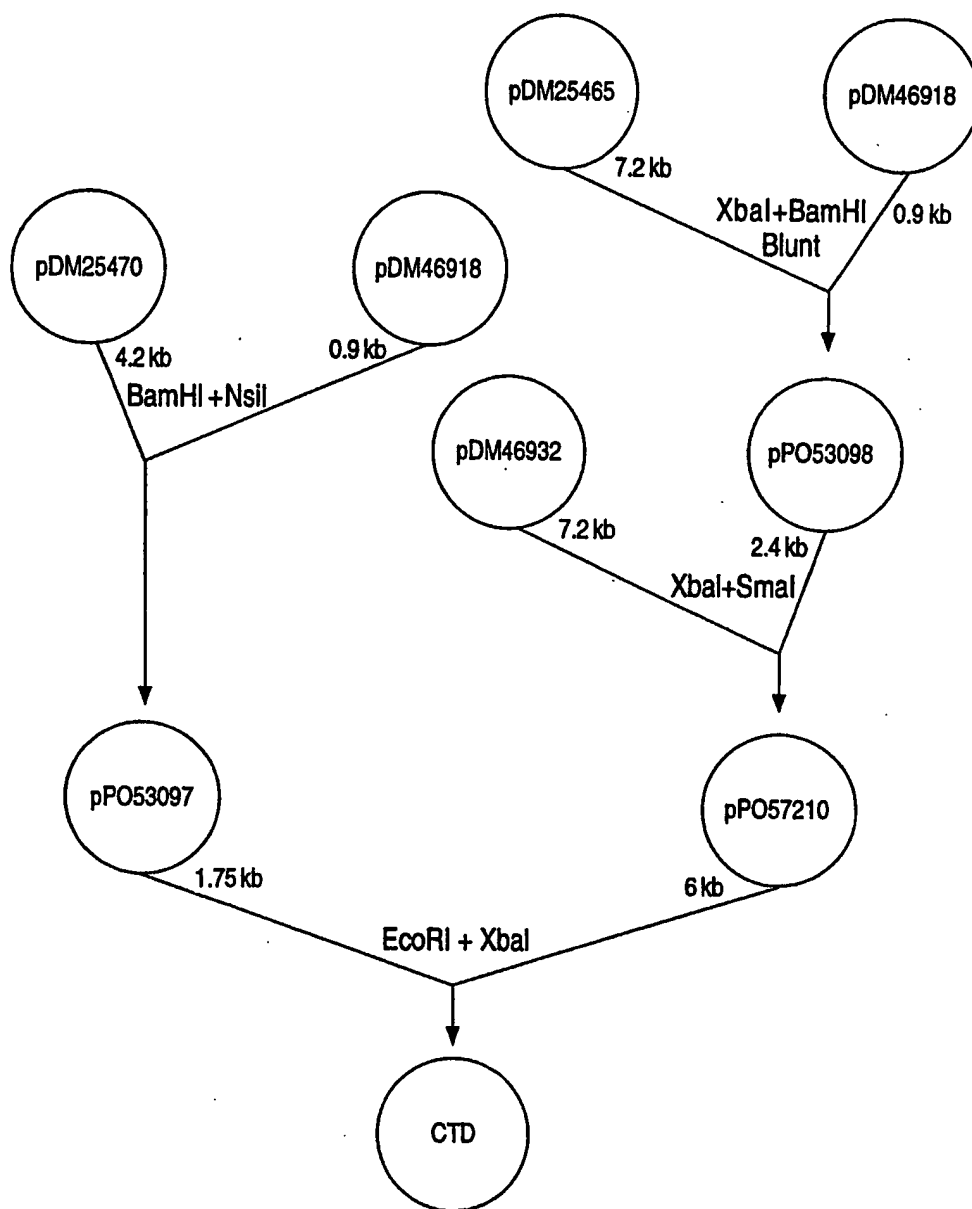 pDM25465
pDM46918
7.2 kb
XbaI+BamHI
Blunt
0.9 kb
pDM25470
pDM46918
4.2 kb
0.9 kb
BamHI +NsiI
pDM46932
pPO53098
7.2 kb
2.4 kb
XbaI+SmaI
pPO53097
pPO57210
1.75 kb
6 kb
EcoRI + XbaI
CTD